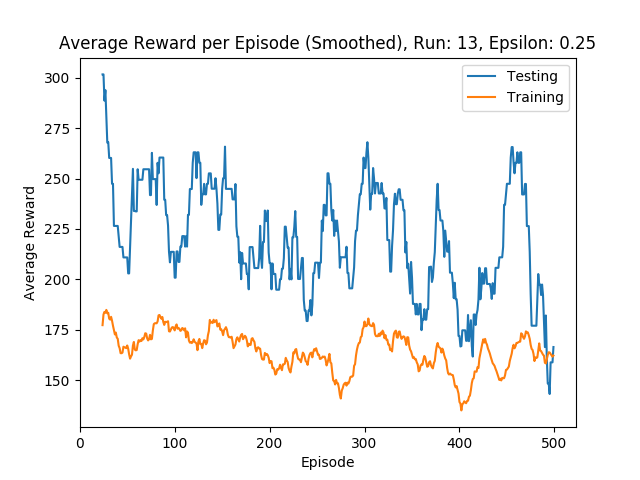 Average Reward per Episode (Smoothed), Run: 13, Epsilon: 0.25
Testing
Training
300
275
250
225
200
175
150
Average Reward
0 100 200 300 400 500
Episode